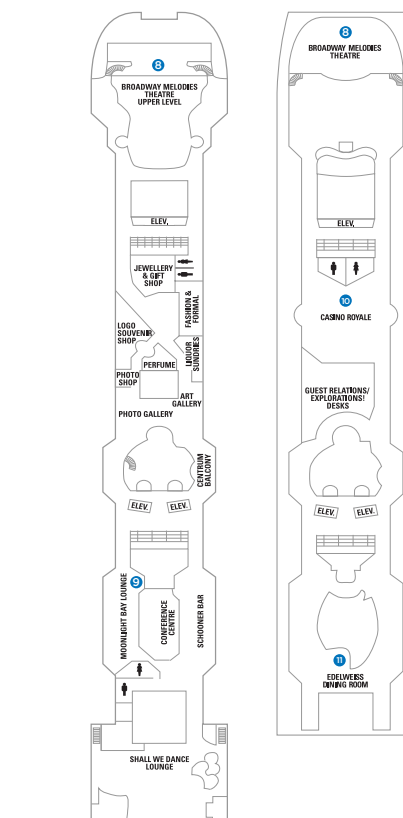 8
BROADWAY MELODIES
THEATRE
UPPER LEVEL
ELEV.
JEWELLERY
& GIFT
SHOP
FASHION &
FORMAL
LOGO
SOUVENIR
SHOP
LIQUOR
SUNDRIES
PERFUME
PHOTO
SHOP
ART
GALLERY
PHOTO GALLERY
CENTRUM
BALCONY
ELEV.
ELEV.
MOONLIGHT BAY LOUNGE
9
CONFERENCE
CENTRE
SCHOONER BAR
SHALL WE DANCE
LOUNGE
8
BROADWAY MELODIES
THEATRE
ELEV.
10
CASINO ROYALE
GUEST RELATIONS/
EXPLORATIONS!
DESKS
ELEV.
ELEV.
11
EDELWEISS
DINING ROOM